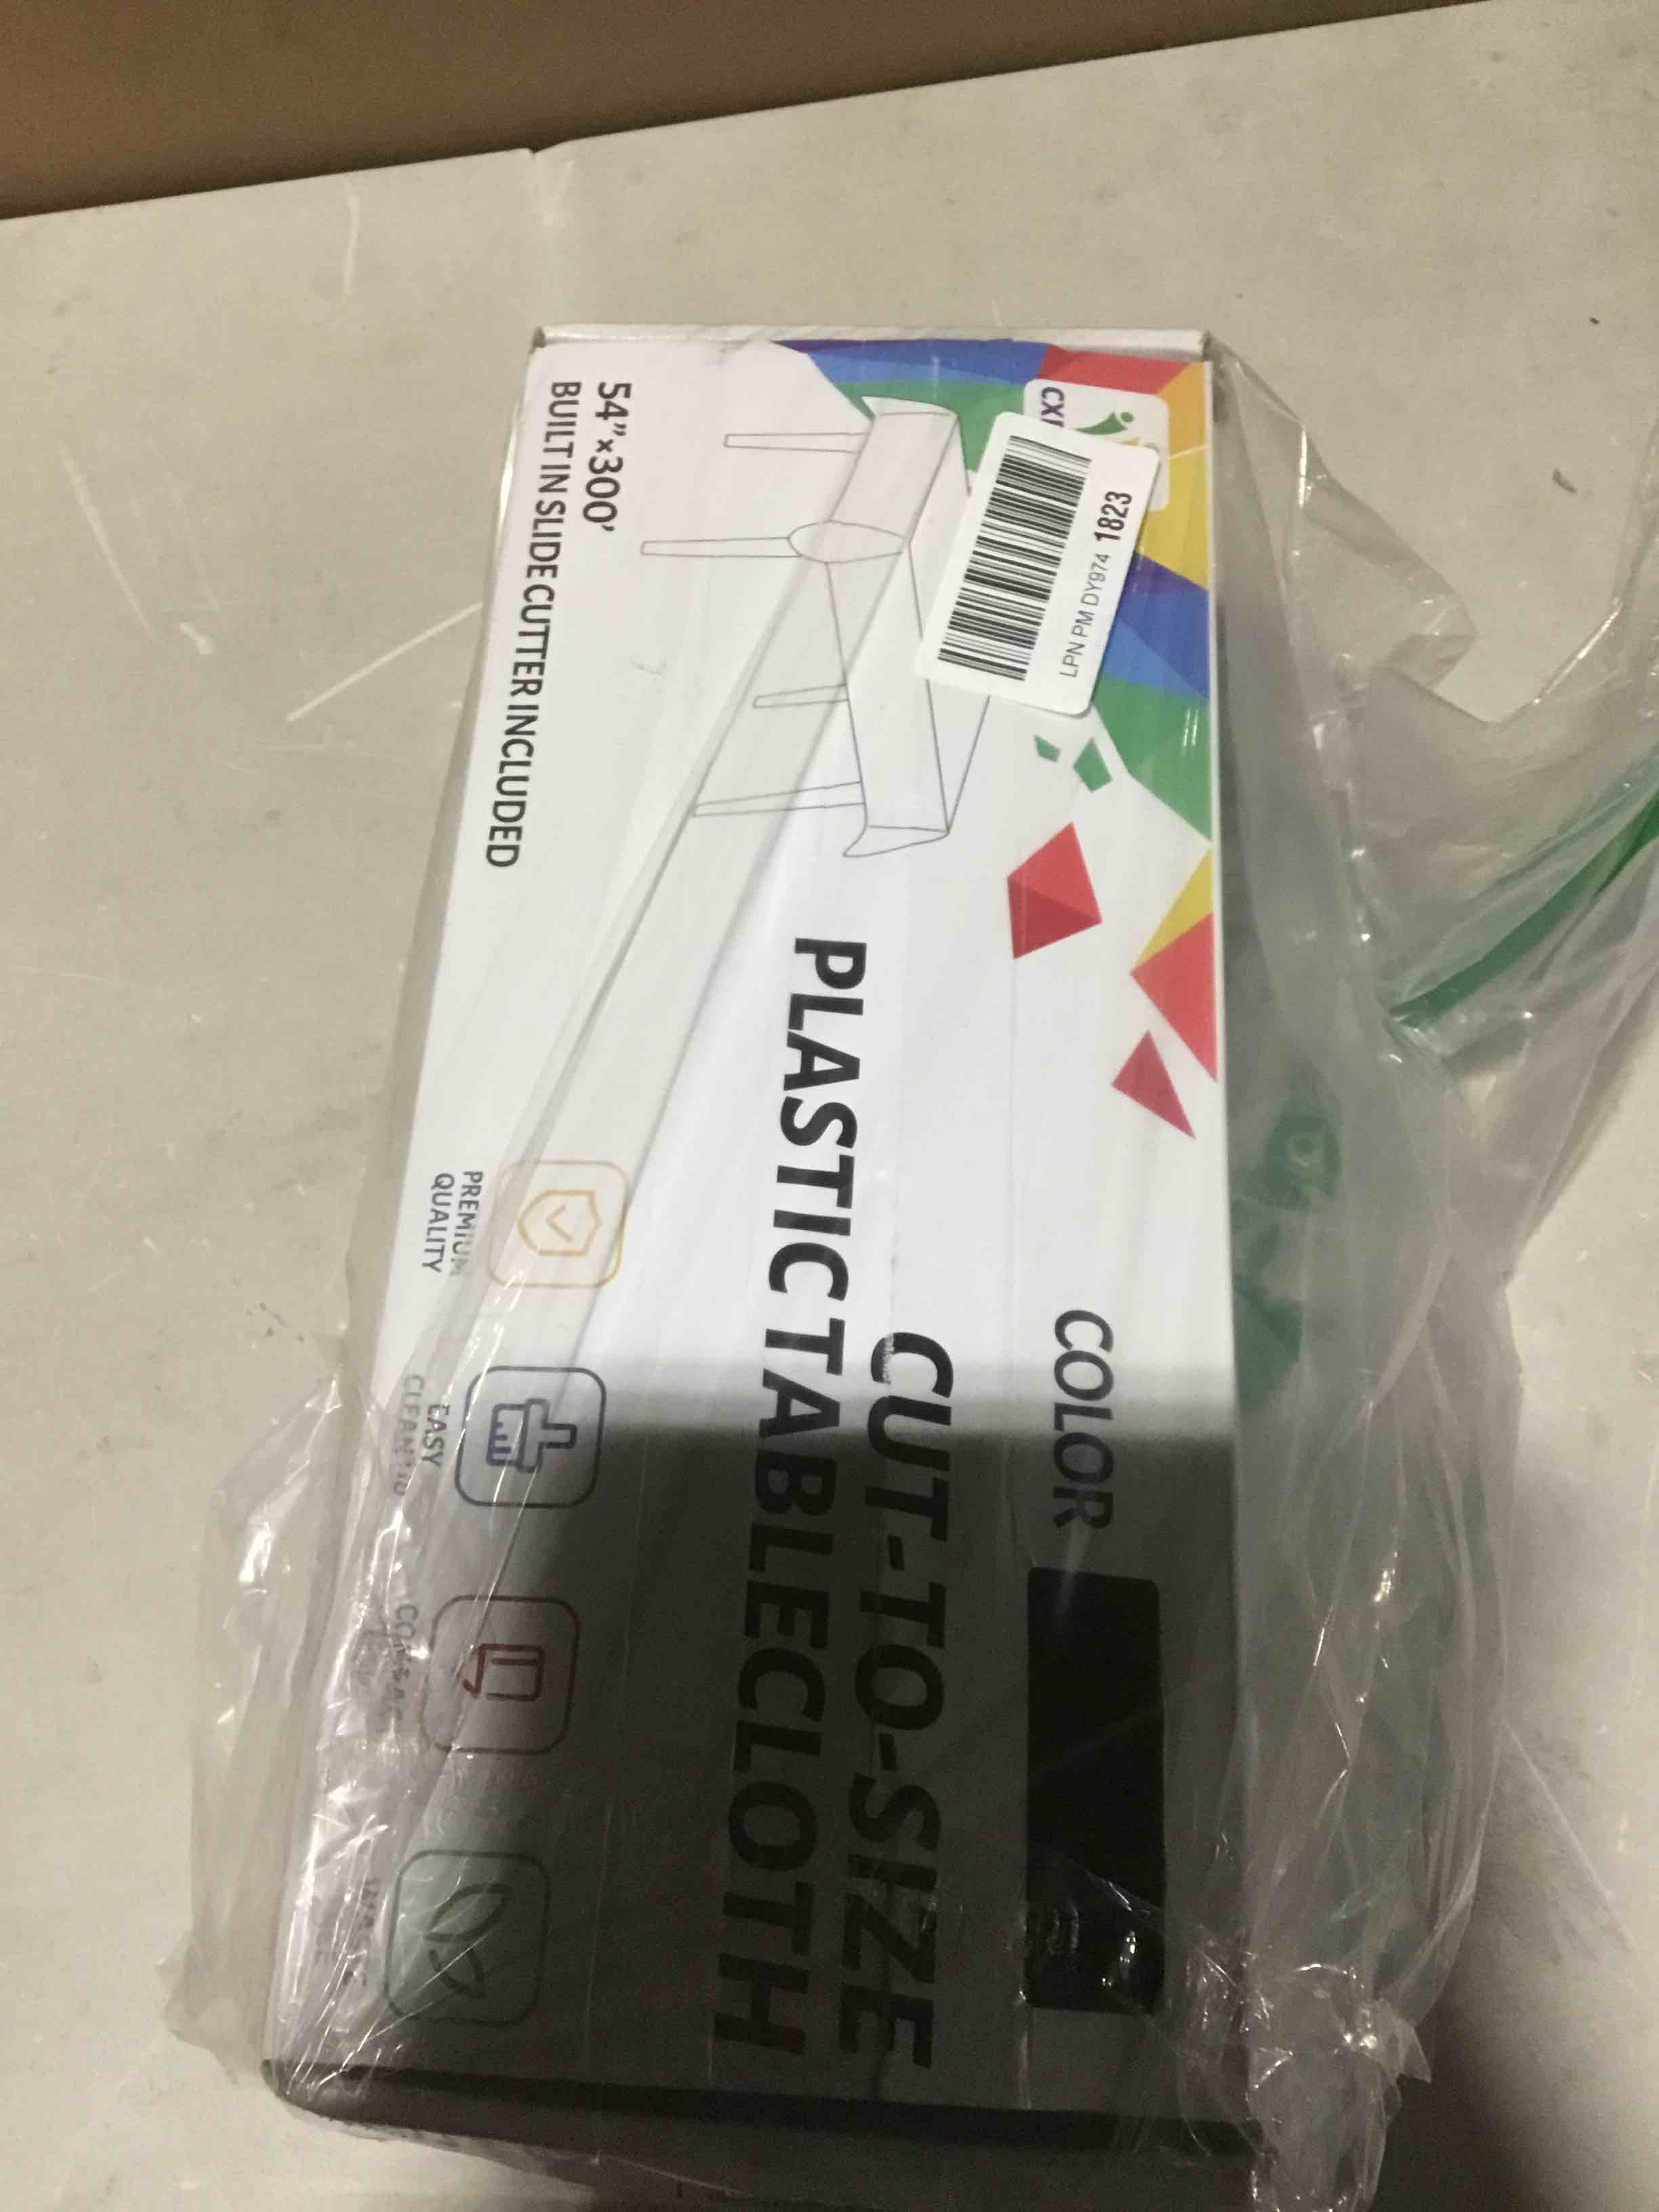 CUT-TO-SIZE
PLASTIC TABLECLOTH
COLOR
54"×300'
BUILT IN SLIDE CUTTER INCLUDED
LPN PM DY974 1823
PREMIUM
QUALITY
EASY